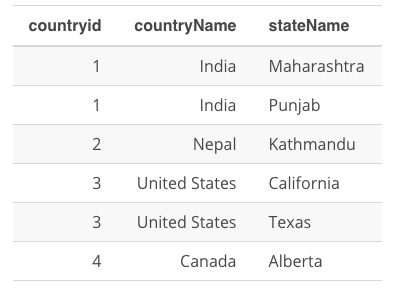 countryid countryName stateName
1 India Maharashtra
1 India Punjab
2 Nepal Kathmandu
3 United States California
3 United States Texas
4 Canada Alberta